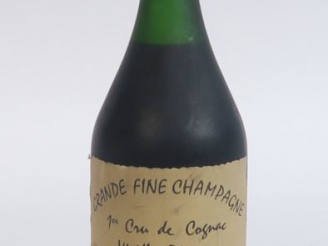 GRANDE FINE CHAMPAGNE
1er Cru de Cognac